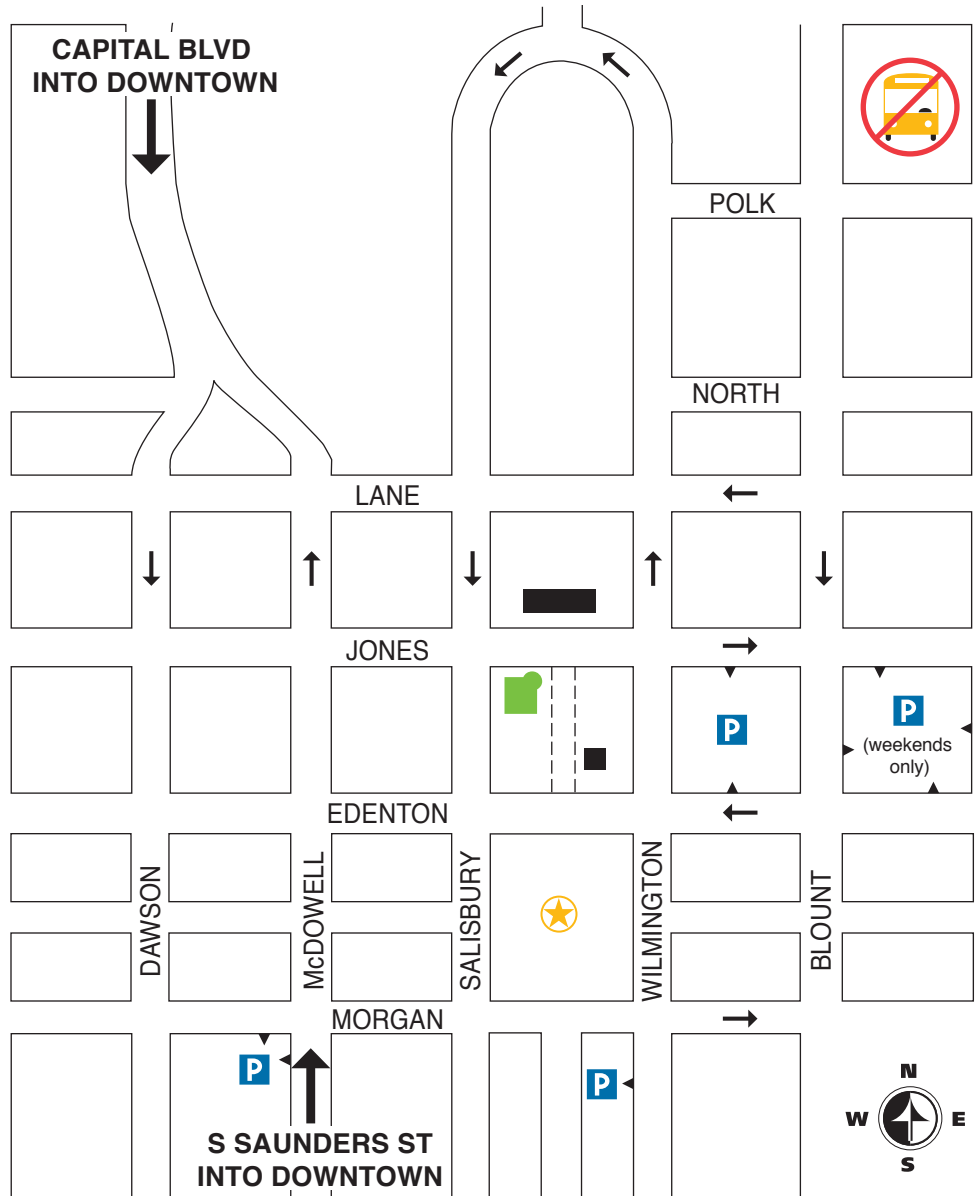 CAPITAL BLVD
INTO DOWNTOWN
POLK
NORTH
LANE
JONES
P
P
(weekends
only)
EDENTON
DAWSON
McDOWELL
SALISBURY
WILMINGTON
BLOUNT
MORGAN
P
P
S SAUNDERS ST
INTO DOWNTOWN
N
W E
S